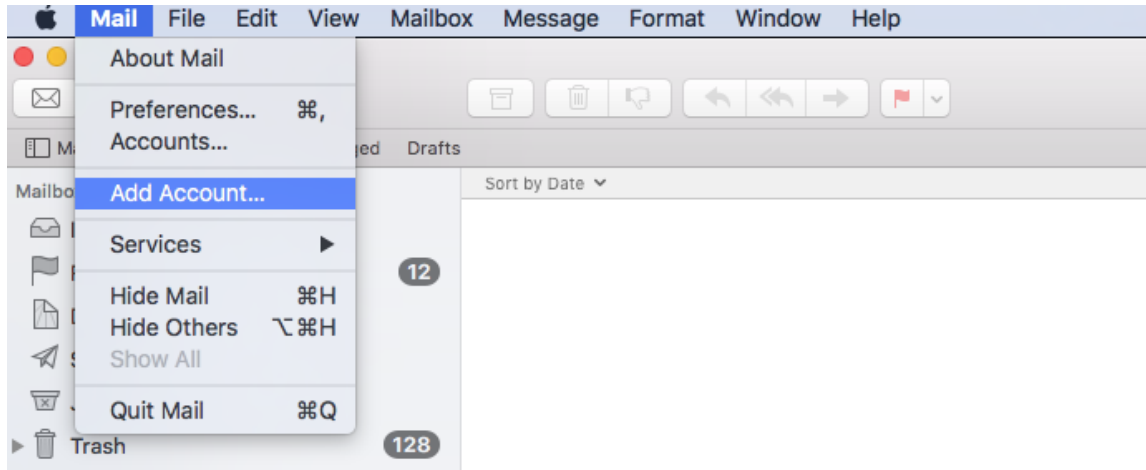 Mail File Edit View Mailbox Message Format Window Help
About Mail
Preferences... ⌘,
Accounts...
Drafts
Add Account...
Sort by Date
Services
12
Hide Mail ⌘H
Hide Others ⌥⌘H
Show All
Quit Mail ⌘Q
Trash 128